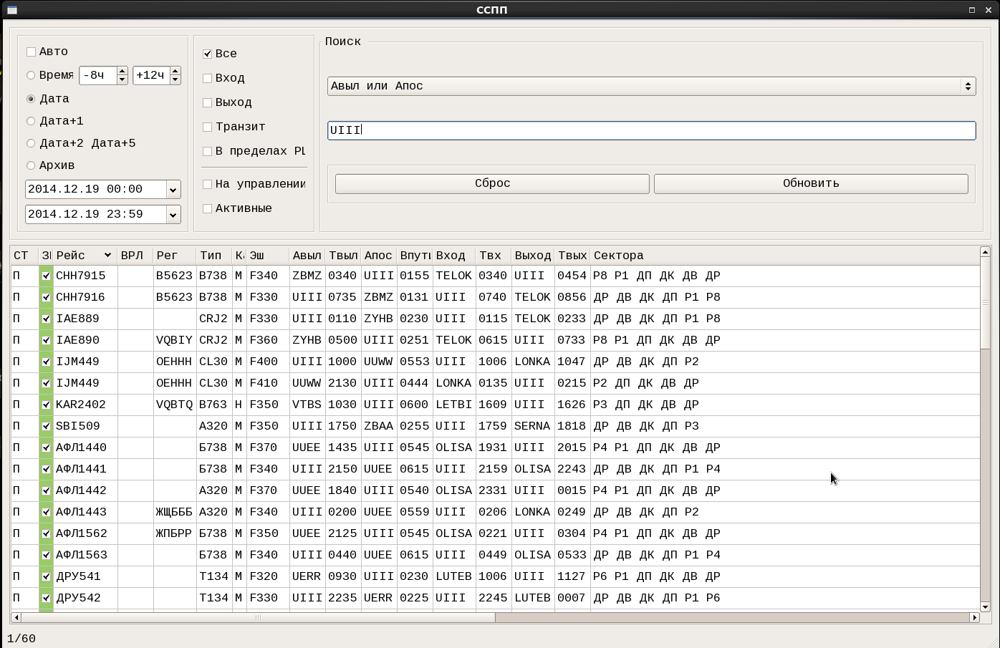 ССПП
Авто
Время -8ч +12ч
Дата
Дата+1
Дата+2 Дата+5
Архив
2014.12.19 00:00
2014.12.19 23:59
Все
Вход
Выход
Транзит
В пределах РЦ
На управлении
Активные
Поиск
Авыл или Апос
UIII
Сброс Обновить
СТ Рейс ВРЛ Рег Тип Эш Авыл Твыл Апос Впути Вход Твх Выход Твых Сектора
П СНН7915 B5623 B738 М F340 ZBMZ 0340 UIII 0155 TELOK 0340 UIII 0454 Р8 Р1 ДП ДК ДВ ДР
П СНН7916 B5623 B738 М F330 UIII 0735 ZBMZ 0131 UIII 0740 TELOK 0856 ДР ДВ ДК ДП Р1 Р8
П IAE889 CRJ2 М F330 UIII 0110 ZYHB 0230 UIII 0115 TELOK 0233 ДР ДВ ДК ДП Р1 Р8
П IAE890 VQBIY CRJ2 М F360 ZYHB 0500 UIII 0251 TELOK 0615 UIII 0733 Р8 Р1 ДП ДК ДВ ДР
П IJM449 OEHHH CL30 М F400 UIII 1000 UUWW 0553 UIII 1006 LONKA 1047 ДР ДВ ДК ДП Р2
П IJM449 OEHHH CL30 М F410 UUWW 2130 UIII 0444 LONKA 0135 UIII 0215 Р2 ДП ДК ДВ ДР
П KAR2402 VQBTQ B763 H F350 VTBS 1030 UIII 0600 LETBI 1609 UIII 1626 Р3 ДП ДК ДВ ДР
П SBI509 A320 М F350 UIII 1750 ZBAA 0255 UIII 1759 SERNA 1818 ДР ДВ ДК ДП Р3
П АФЛ1440 Б738 М F370 UUEE 1435 UIII 0545 OLISA 1931 UIII 2015 Р4 Р1 ДП ДК ДВ ДР
П АФЛ1441 Б738 М F340 UIII 2150 UUEE 0615 UIII 2159 OLISA 2243 ДР ДВ ДК ДП Р1 Р4
П АФЛ1442 А320 М F370 UUEE 1840 UIII 0540 OLISA 2331 UIII 0015 Р4 Р1 ДП ДК ДВ ДР
П АФЛ1443 ЖЩБББ А320 М F340 UIII 0200 UUEE 0559 UIII 0206 LONKA 0249 ДР ДВ ДК ДП Р2
П АФЛ1562 ЖПБРР Б738 М F350 UUEE 2125 UIII 0545 OLISA 0221 UIII 0304 Р4 Р1 ДП ДК ДВ ДР
П АФЛ1563 Б738 М F340 UIII 0440 UUEE 0615 UIII 0449 OLISA 0533 ДР ДВ ДК ДП Р1 Р4
П ДРУ541 Т134 М F320 UERR 0930 UIII 0230 LUTEB 1006 UIII 1127 Р6 Р1 ДП ДК ДВ ДР
П ДРУ542 Т134 М F330 UIII 2235 UERR 0225 UIII 2245 LUTEB 0007 ДР ДВ ДК ДП Р1 Р6
1/60